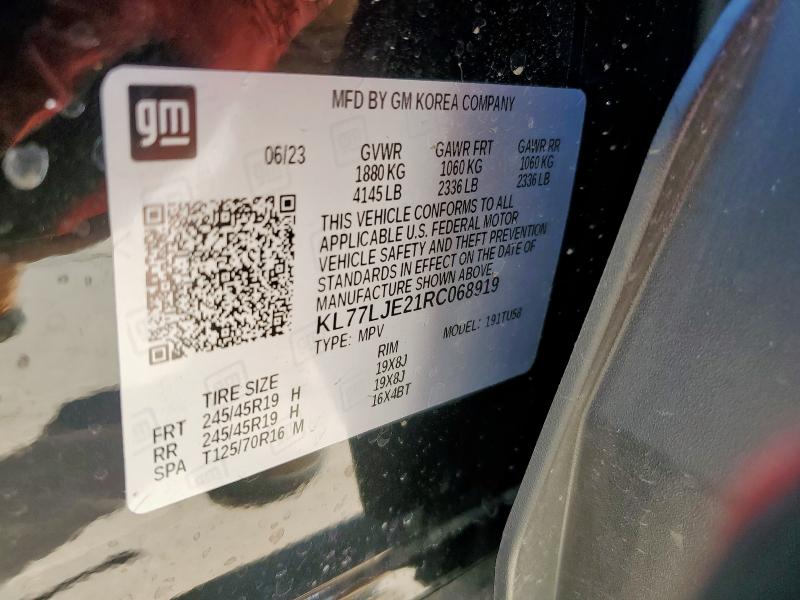 gm
MFD BY GM KOREA COMPANY
06/23 GVWR GAWR FRT GAWR RR
1880 KG 1060 KG 1060 KG
4145 LB 2336 LB 2336 LB
THIS VEHICLE CONFORMS TO ALL
APPLICABLE U.S. FEDERAL MOTOR
VEHICLE SAFETY AND THEFT PREVENTION
STANDARDS IN EFFECT ON THE DATE OF
MANUFACTURE SHOWN ABOVE
KL77LJE21RC068919
TYPE: MPV MODEL: 191TU58
TIRE SIZE RIM
FRT 245/45R19 H 19X8J
RR 245/45R19 H 19X8J
SPA T125/70R16 M 16X4BT